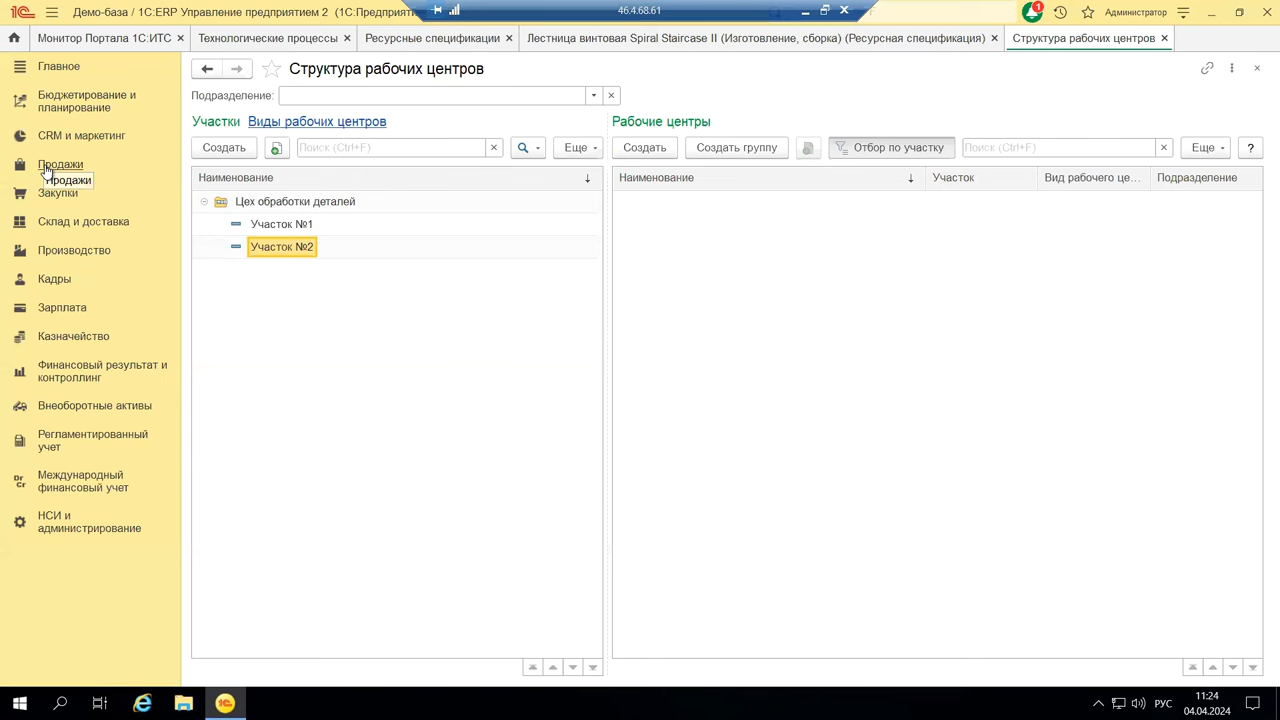 Демо-база / 1С:ERP Управление предприятием 2 (1С:Предприяти
46.4.68.61
1
Администратор
Монитор Портала 1С:ИТС
Технологические процессы
Ресурсные спецификации
Лестница винтовая Spiral Staircase II (Изготовление, сборка) (Ресурсная спецификация)
Структура рабочих центров
Главное
Бюджетирование и
планирование
CRM и маркетинг
Продажи
Продажи
Закупки
Склад и доставка
Производство
Кадры
Зарплата
Казначейство
Финансовый результат и
контроллинг
Внеоборотные активы
Регламентированный
учет
Международный
финансовый учет
НСИ и
администрирование
Структура рабочих центров
Подразделение:
Участки
Виды рабочих центров
Создать
Поиск (Ctrl+F)
Еще
Наименование
Цех обработки деталей
Участок №1
Участок №2
Рабочие центры
Создать
Создать группу
Отбор по участку
Поиск (Ctrl+F)
Еще
?
Наименование
Участок
Вид рабочего це...
Подразделение
РУС
11:24
04.04.2024